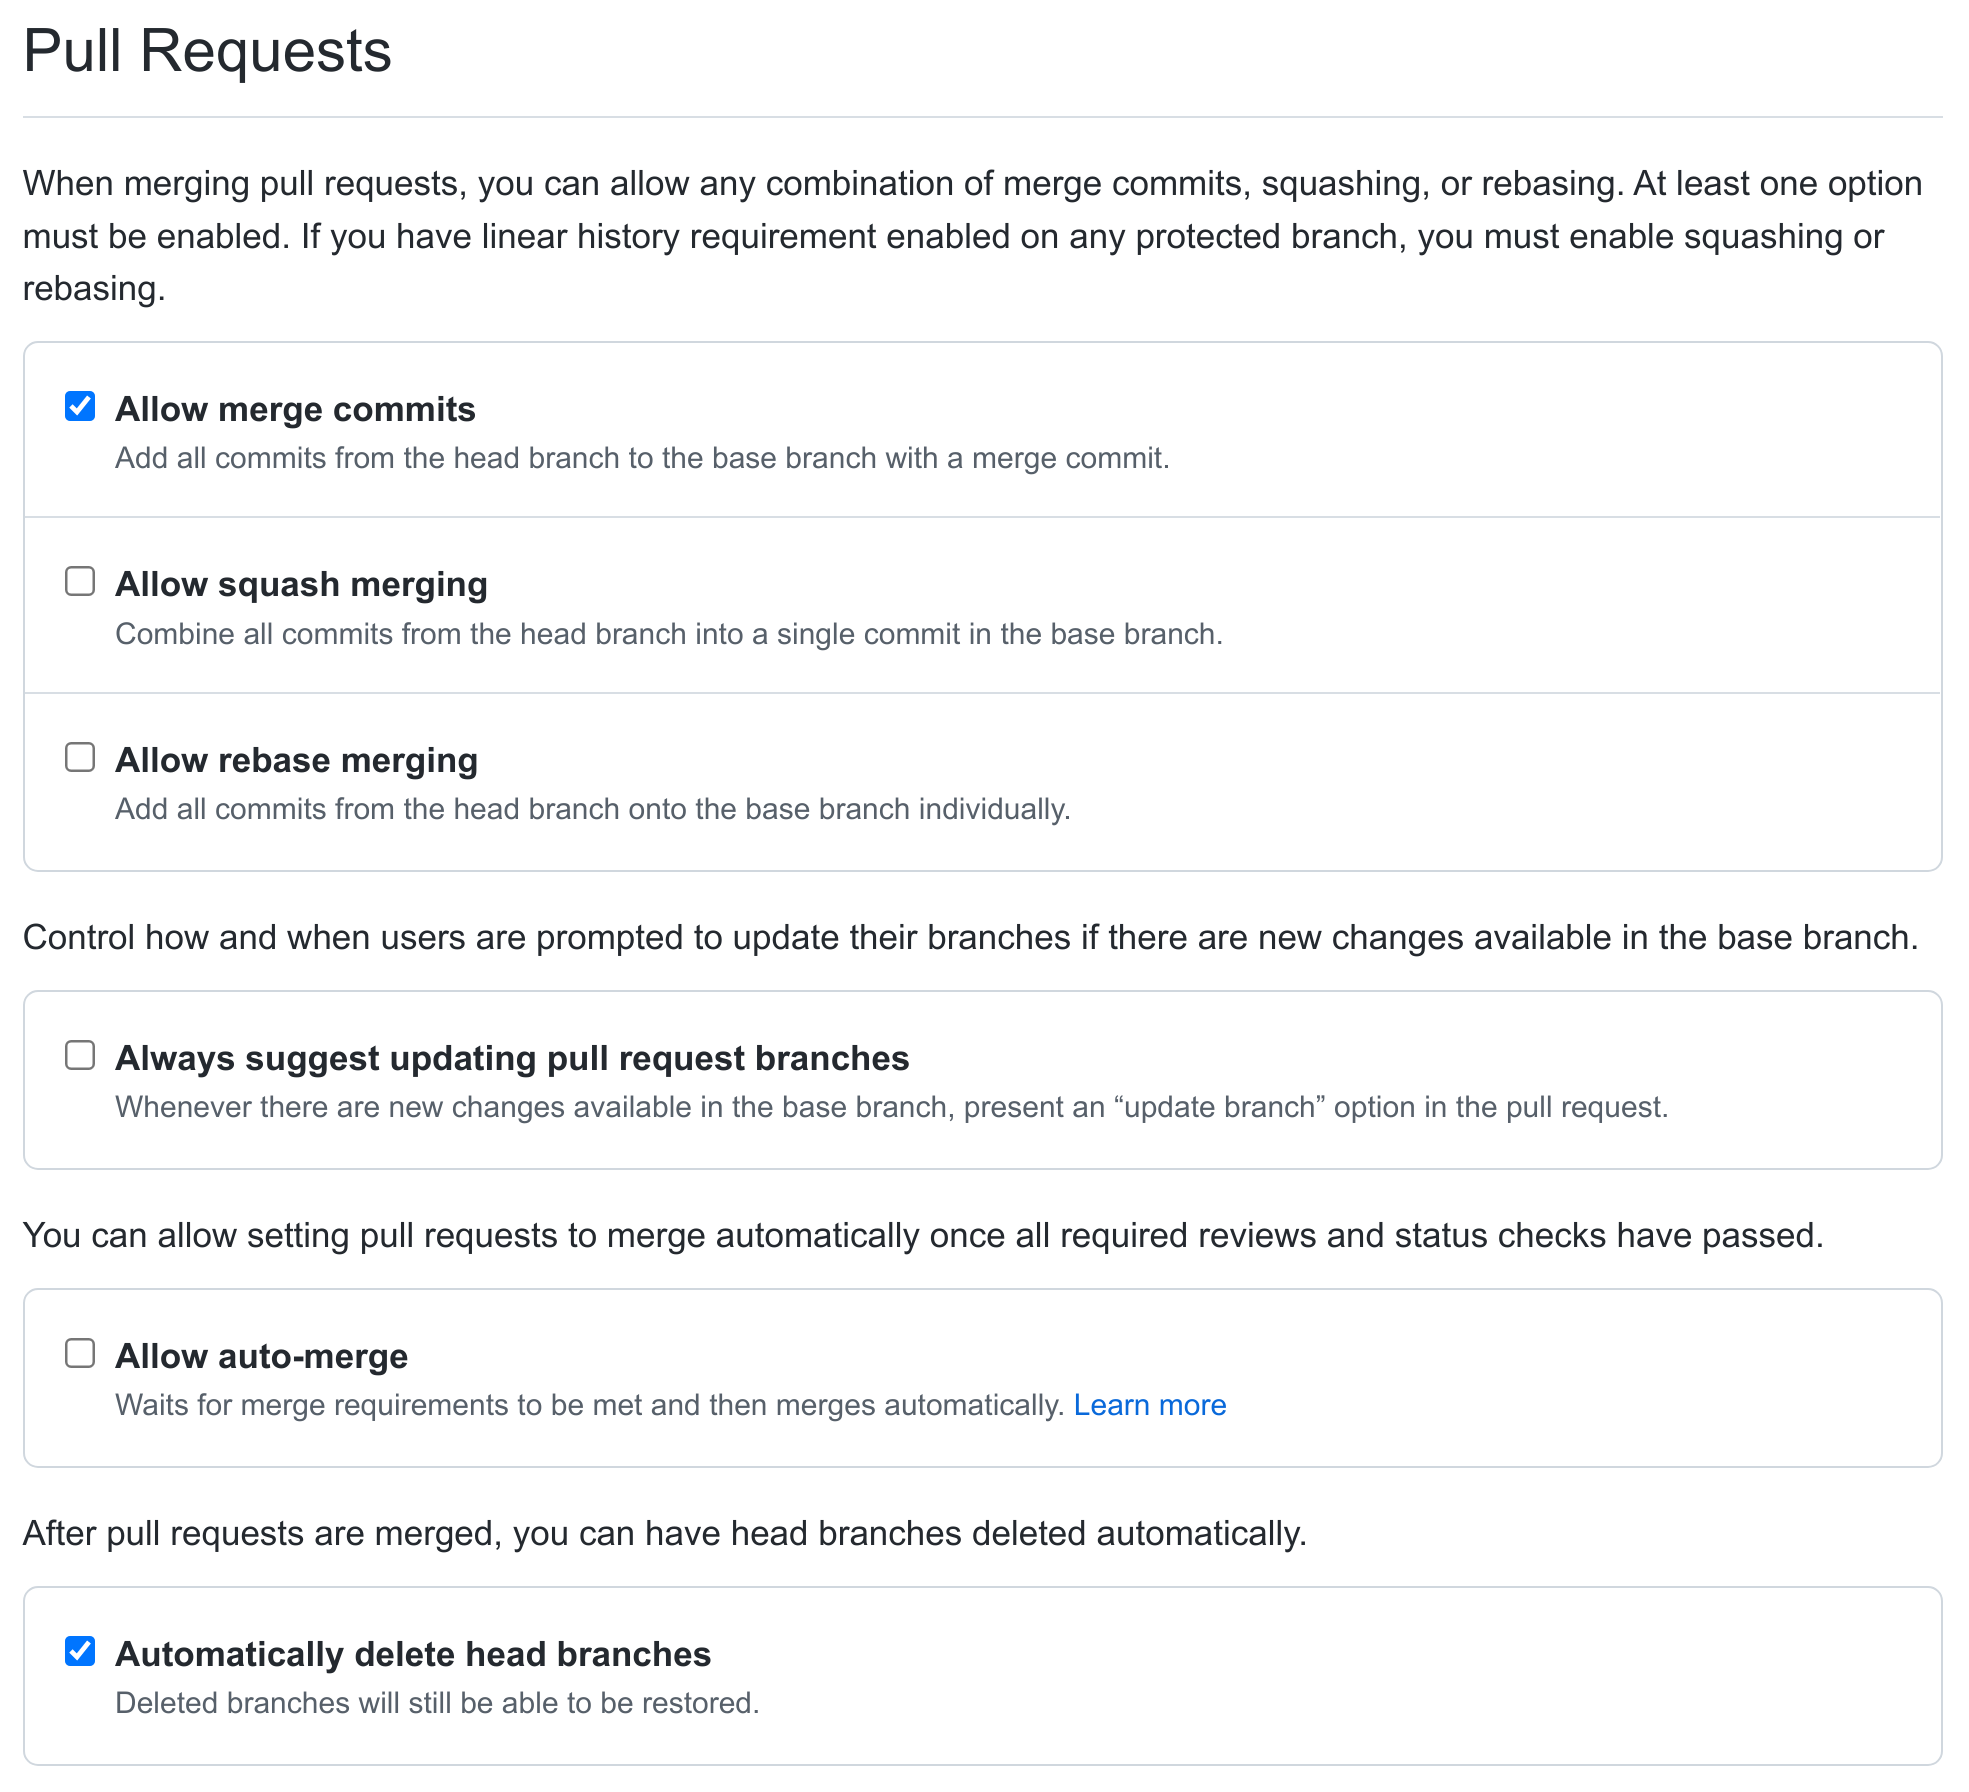 Pull Requests
When merging pull requests, you can allow any combination of merge commits, squashing, or rebasing. At least one option
must be enabled. If you have linear history requirement enabled on any protected branch, you must enable squashing or
rebasing.
Allow merge commits
Add all commits from the head branch to the base branch with a merge commit.
Allow squash merging
Combine all commits from the head branch into a single commit in the base branch.
Allow rebase merging
Add all commits from the head branch onto the base branch individually.
Control how and when users are prompted to update their branches if there are new changes available in the base branch.
Always suggest updating pull request branches
Whenever there are new changes available in the base branch, present an “update branch” option in the pull request.
You can allow setting pull requests to merge automatically once all required reviews and status checks have passed.
Allow auto-merge
Waits for merge requirements to be met and then merges automatically. Learn more
After pull requests are merged, you can have head branches deleted automatically.
Automatically delete head branches
Deleted branches will still be able to be restored.